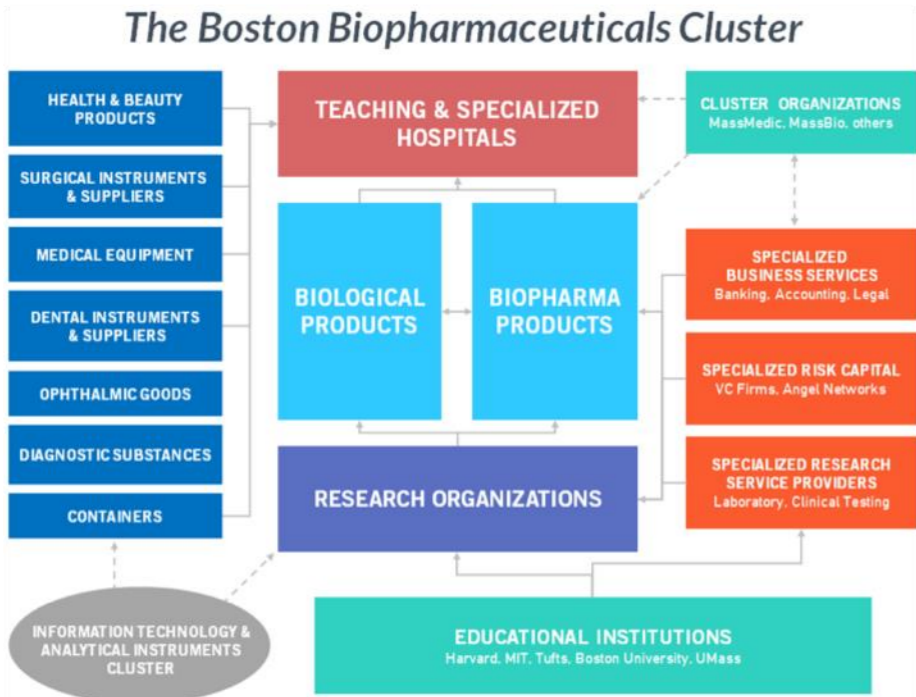 The Boston Biopharmaceuticals Cluster
HEALTH & BEAUTY
PRODUCTS
SURGICAL INSTRUMENTS
& SUPPLIERS
MEDICAL EQUIPMENT
DENTAL INSTRUMENTS
& SUPPLIERS
OPHTHALMIC GOODS
DIAGNOSTIC SUBSTANCES
CONTAINERS
INFORMATION TECHNOLOGY &
ANALYTICAL INSTRUMENTS
CLUSTER
TEACHING & SPECIALIZED
HOSPITALS
BIOLOGICAL
PRODUCTS
BIOPHARMA
PRODUCTS
RESEARCH ORGANIZATIONS
EDUCATIONAL INSTITUTIONS
Harvard, MIT, Tufts, Boston University, UMass
CLUSTER ORGANIZATIONS
MassMedic, MassBio, others
SPECIALIZED
BUSINESS SERVICES
Banking, Accounting, Legal
SPECIALIZED RISK CAPITAL
VC Firms, Angel Networks
SPECIALIZED RESEARCH
SERVICE PROVIDERS
Laboratory, Clinical Testing